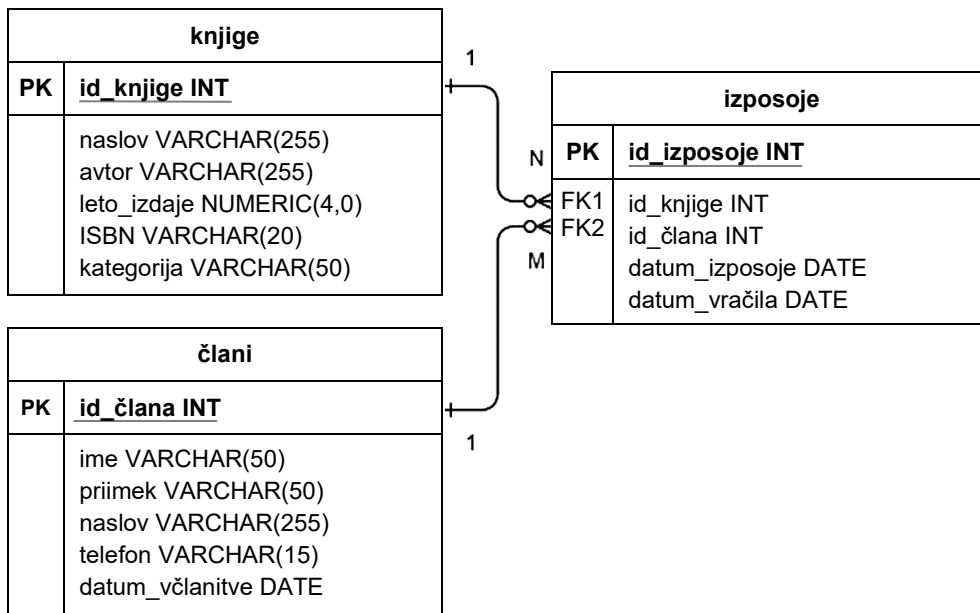 knjige
PK id_knjige INT
naslov VARCHAR(255)
avtor VARCHAR(255)
leto_izdaje NUMERIC(4,0)
ISBN VARCHAR(20)
kategorija VARCHAR(50)
1
izposoje
N PK id_izposoje INT
FK1 id_knjige INT
FK2 id_člana INT
M datum_izposoje DATE
datum_vračila DATE
člani
PK id_člana INT
1
ime VARCHAR(50)
priimek VARCHAR(50)
naslov VARCHAR(255)
telefon VARCHAR(15)
datum_včlanitve DATE